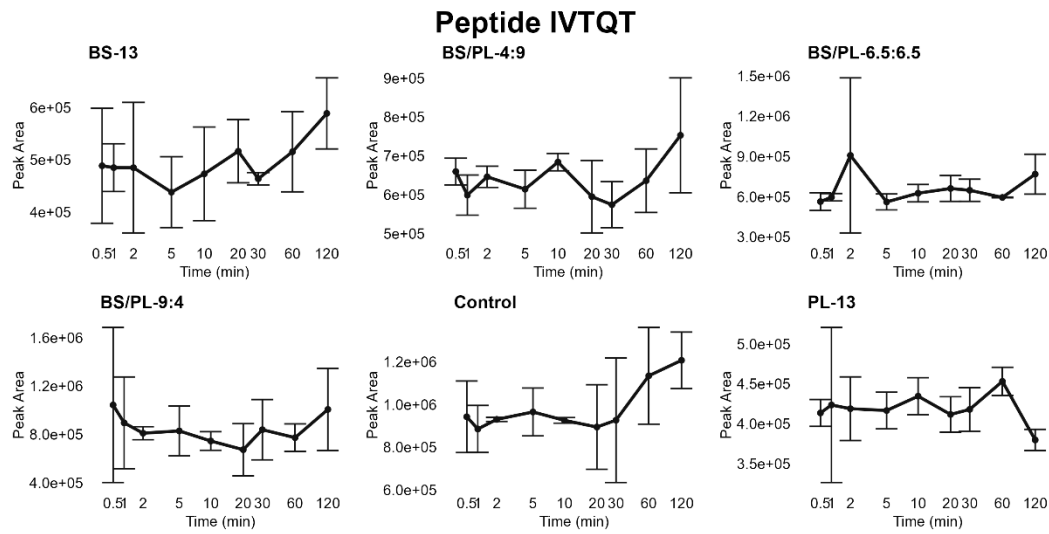 Peptide IVTQT
BS-13
BS/PL-4:9
BS/PL-6.5:6.5
Peak Area
6e+05
5e+05
4e+05
0.51 2 5 10 20 30 60 120
Time (min)
Peak Area
9e+05
8e+05
7e+05
6e+05
5e+05
0.51 2 5 10 20 30 60 120
Time (min)
Peak Area
1.5e+06
1.2e+06
9.0e+05
6.0e+05
3.0e+05
0.51 2 5 10 20 30 60 120
Time (min)
BS/PL-9:4
Control
PL-13
Peak Area
1.6e+06
1.2e+06
8.0e+05
4.0e+05
0.51 2 5 10 20 30 60 120
Time (min)
Peak Area
1.2e+06
1.0e+06
8.0e+05
6.0e+05
0.51 2 5 10 20 30 60 120
Time (min)
Peak Area
5.0e+05
4.5e+05
4.0e+05
3.5e+05
0.51 2 5 10 20 30 60 120
Time (min)